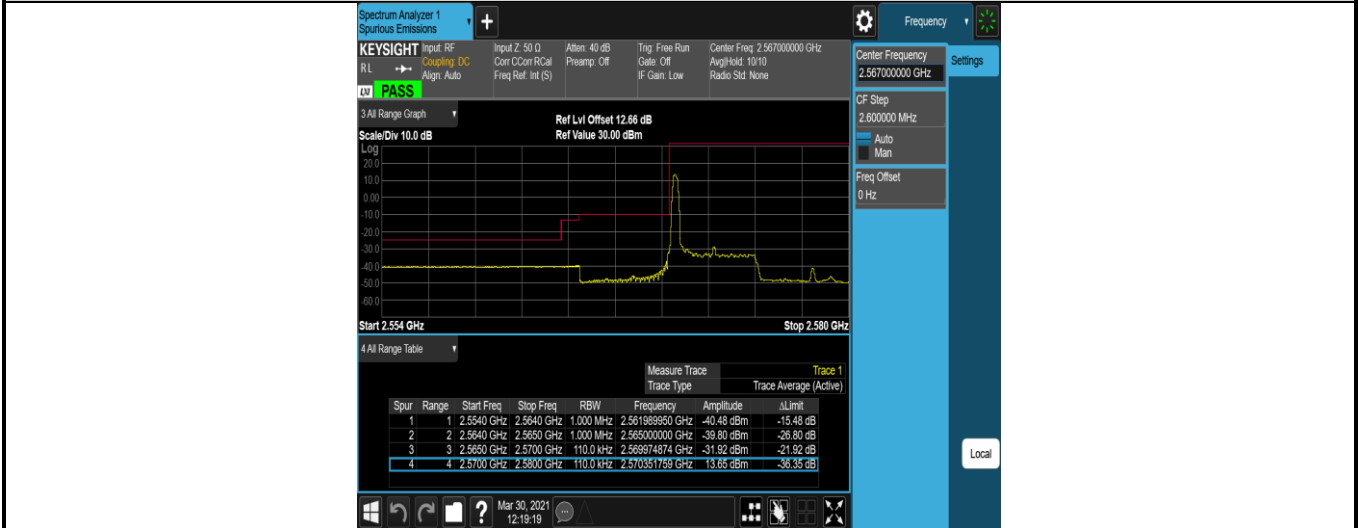 Spectrum Analyzer 1
Spurious Emissions
+
Frequency
KEYSIGHT Input: RF Input Z: 50 Ω Atten: 40 dB Trig: Free Run Center Freq: 2.567000000 GHz
RL Coupling: DC Corr CCorr RCal Preamp: Off Gate: Off Avg|Hold: 10/10
Align: Auto Freq Ref: Int (S) IF Gain: Low Radio Std: None
LXI PASS
Center Frequency
2.567000000 GHz
Settings
CF Step
2.600000 MHz
Auto
Man
Freq Offset
0 Hz
3 All Range Graph
Ref Lvl Offset 12.66 dB
Scale/Div 10.0 dB Ref Value 30.00 dBm
Log
20.0
10.0
0.00
-10.0
-20.0
-30.0
-40.0
-50.0
-60.0
Start 2.554 GHz Stop 2.580 GHz
4 All Range Table
Measure Trace Trace 1
Trace Type Trace Average (Active)
Spur Range Start Freq Stop Freq RBW Frequency Amplitude ΔLimit
1 1 2.5540 GHz 2.5640 GHz 1.000 MHz 2.561989950 GHz -40.48 dBm -15.48 dB
2 2 2.5640 GHz 2.5650 GHz 1.000 MHz 2.565000000 GHz -39.80 dBm -26.80 dB
3 3 2.5650 GHz 2.5700 GHz 110.0 kHz 2.569974874 GHz -31.92 dBm -21.92 dB
4 4 2.5700 GHz 2.5800 GHz 110.0 kHz 2.570351759 GHz 13.65 dBm -36.35 dB
Local
? Mar 30, 2021
12:19:19